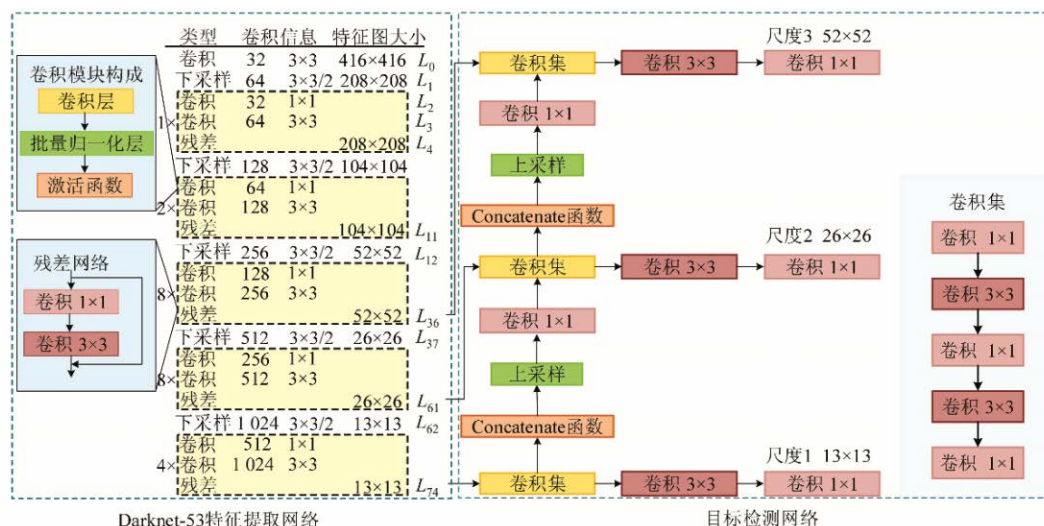 类型 卷积信息 特征图大小
卷积 32 3×3 416×416 L0
下采样 64 3×3/2 208×208 L1
1×
卷积 32 1×1 L2
卷积 64 3×3 L3
残差 208×208 L4
下采样 128 3×3/2 104×104
2×
卷积 64 1×1
卷积 128 3×3
残差 104×104 L11
下采样 256 3×3/2 52×52 L12
8×
卷积 128 1×1
卷积 256 3×3
残差 52×52 L36
下采样 512 3×3/2 26×26 L37
8×
卷积 256 1×1
卷积 512 3×3
残差 26×26 L61
下采样 1 024 3×3/2 13×13 L62
4×
卷积 512 1×1
卷积 1 024 3×3
残差 13×13 L74
卷积模块构成
卷积层
批量归一化层
激活函数
残差网络
卷积 1×1
卷积 3×3
Darknet-53特征提取网络
尺度3 52×52
卷积集
卷积 3×3
卷积 1×1
卷积 1×1
上采样
Concatenate函数
尺度2 26×26
卷积集
卷积 3×3
卷积 1×1
卷积 1×1
上采样
Concatenate函数
尺度1 13×13
卷积集
卷积 3×3
卷积 1×1
卷积集
卷积 1×1
卷积 3×3
卷积 1×1
卷积 3×3
卷积 1×1
目标检测网络